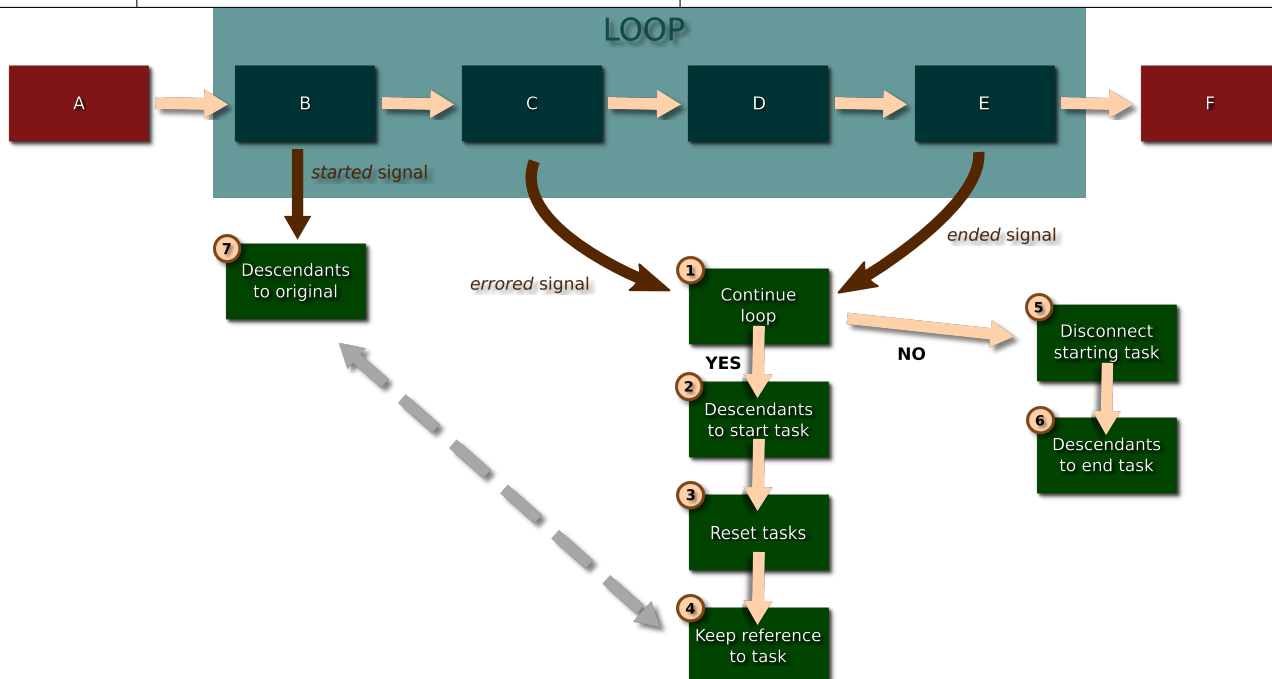 LOOP
A
B
C
D
E
F
started signal
errored signal
ended signal
7
Descendants
to original
1
Continue
loop
YES
NO
2
Descendants
to start task
3
Reset tasks
4
Keep reference
to task
5
Disconnect
starting task
6
Descendants
to end task